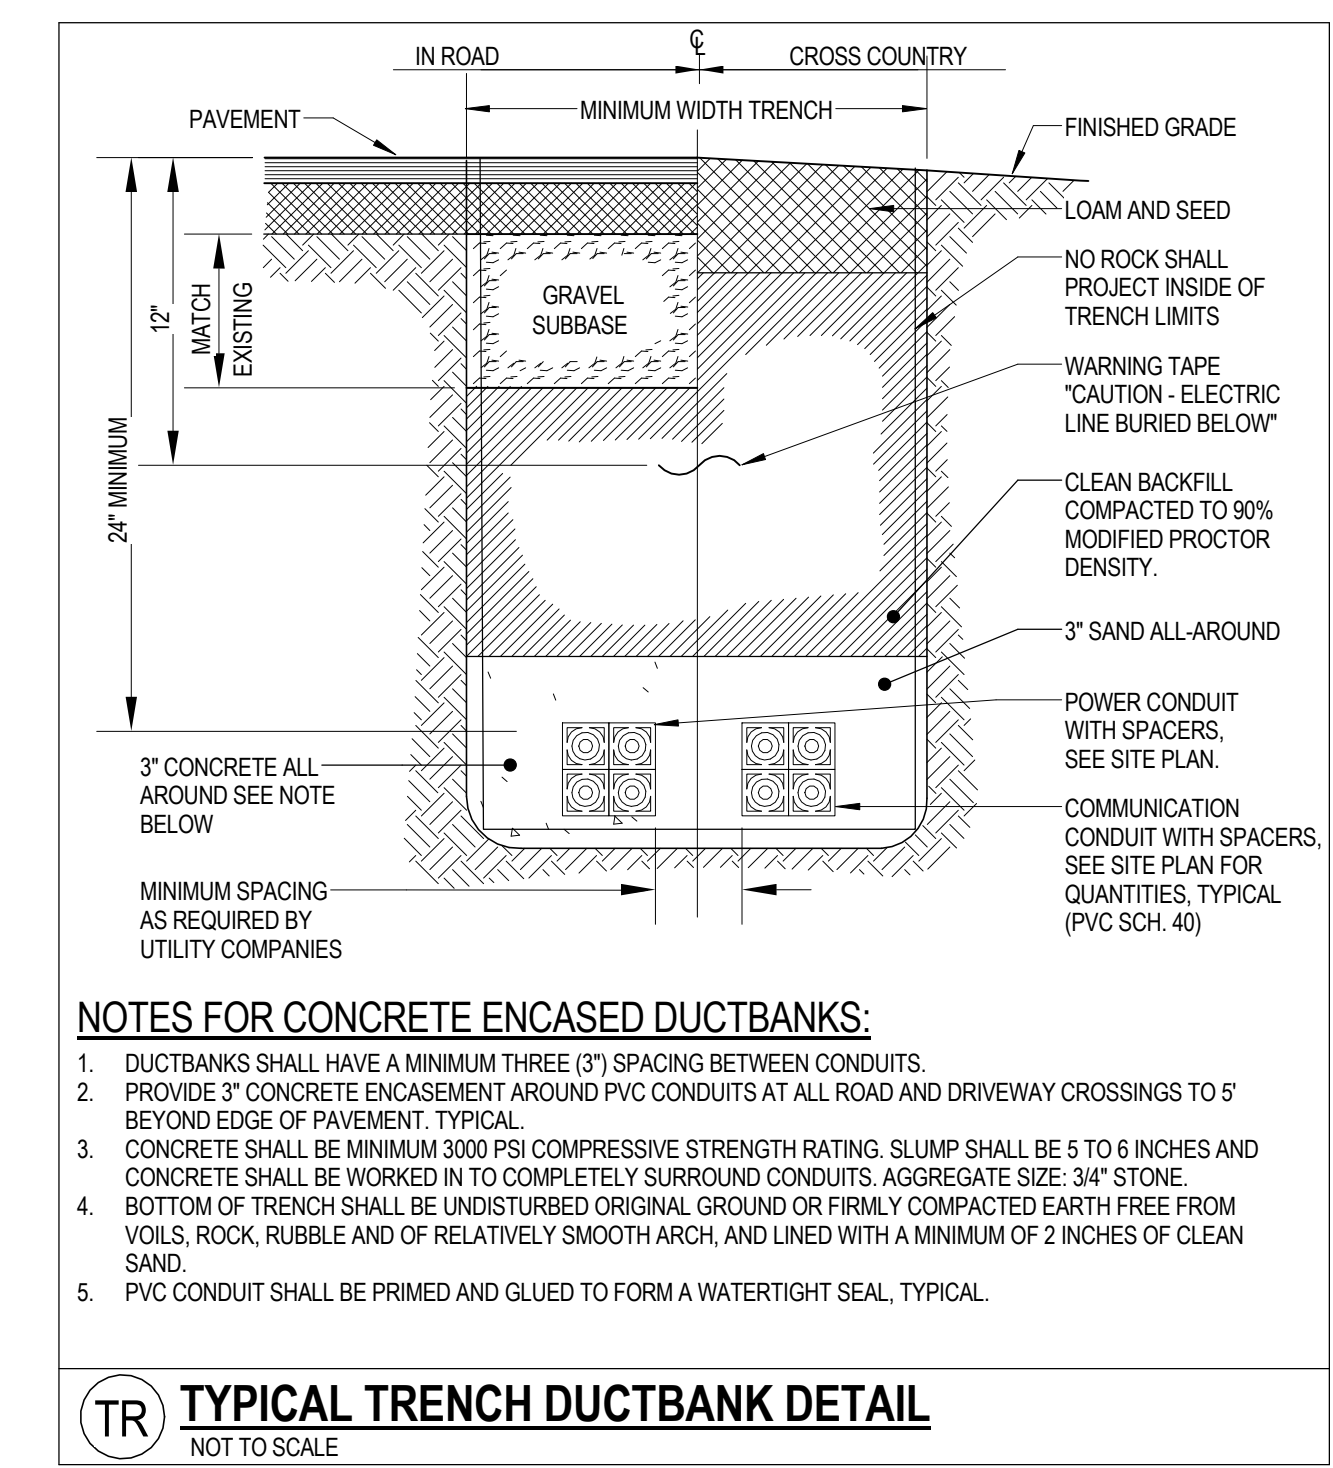 IN ROAD
℄
CROSS COUNTRY
MINIMUM WIDTH TRENCH
PAVEMENT
FINISHED GRADE
LOAM AND SEED
NO ROCK SHALL
PROJECT INSIDE OF
TRENCH LIMITS
GRAVEL
SUBBASE
12"
MATCH
EXISTING
24" MINIMUM
WARNING TAPE
"CAUTION - ELECTRIC
LINE BURIED BELOW"
CLEAN BACKFILL
COMPACTED TO 90%
MODIFIED PROCTOR
DENSITY.
3" SAND ALL-AROUND
POWER CONDUIT
WITH SPACERS,
SEE SITE PLAN.
3" CONCRETE ALL
AROUND SEE NOTE
BELOW
COMMUNICATION
CONDUIT WITH SPACERS,
SEE SITE PLAN FOR
QUANTITIES, TYPICAL
(PVC SCH. 40)
MINIMUM SPACING
AS REQUIRED BY
UTILITY COMPANIES
NOTES FOR CONCRETE ENCASED DUCTBANKS:
1. DUCTBANKS SHALL HAVE A MINIMUM THREE (3") SPACING BETWEEN CONDUITS.
2. PROVIDE 3" CONCRETE ENCASEMENT AROUND PVC CONDUITS AT ALL ROAD AND DRIVEWAY CROSSINGS TO 5'
BEYOND EDGE OF PAVEMENT. TYPICAL.
3. CONCRETE SHALL BE MINIMUM 3000 PSI COMPRESSIVE STRENGTH RATING. SLUMP SHALL BE 5 TO 6 INCHES AND
CONCRETE SHALL BE WORKED IN TO COMPLETELY SURROUND CONDUITS. AGGREGATE SIZE: 3/4" STONE.
4. BOTTOM OF TRENCH SHALL BE UNDISTURBED ORIGINAL GROUND OR FIRMLY COMPACTED EARTH FREE FROM
VOILS, ROCK, RUBBLE AND OF RELATIVELY SMOOTH ARCH, AND LINED WITH A MINIMUM OF 2 INCHES OF CLEAN
SAND.
5. PVC CONDUIT SHALL BE PRIMED AND GLUED TO FORM A WATERTIGHT SEAL, TYPICAL.
TR
TYPICAL TRENCH DUCTBANK DETAIL
NOT TO SCALE